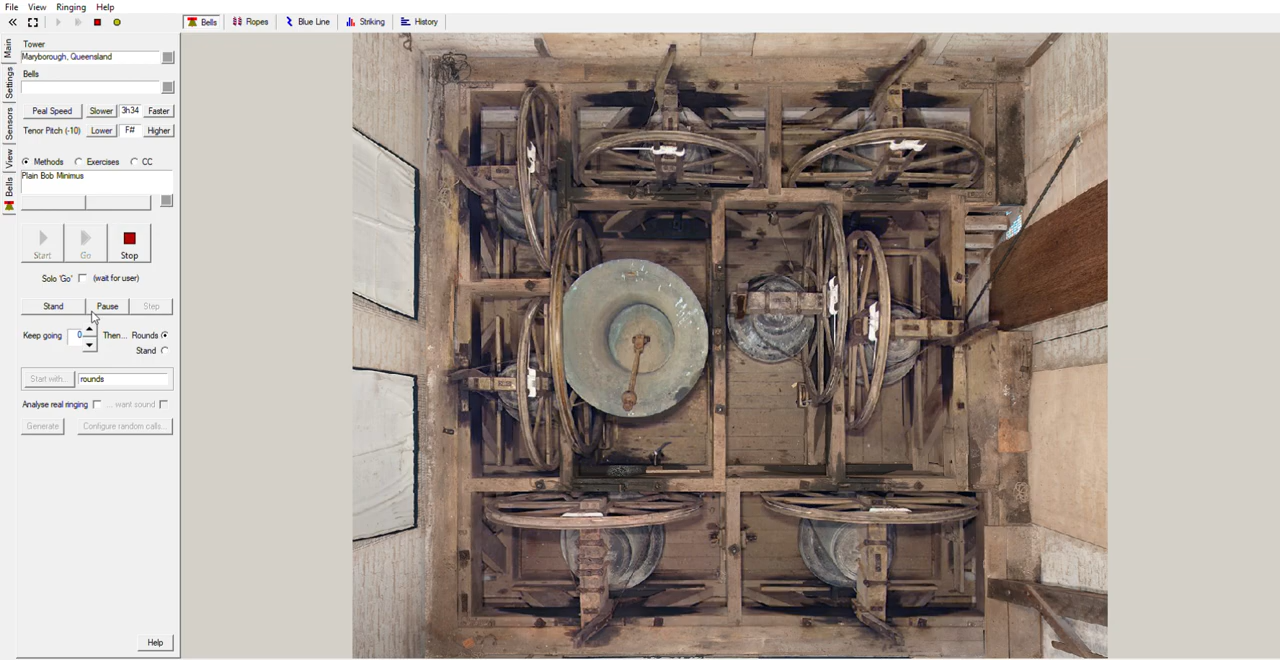 File View Ringing Help
Bells Ropes Blue Line Striking History
Main
Settings
Sensors
View
Bells
Tower
Maryborough, Queensland
Bells
Peal Speed Slower 3h34 Faster
Tenor Pitch (-10) Lower F# Higher
Methods Exercises CC
Plain Bob Minimus
Start Go Stop
Solo 'Go' (wait for user)
Stand Pause Step
Keep going 0 Then... Rounds
Stand
Start with... rounds
Analyse real ringing ... want sound
Generate Configure random calls...
Help